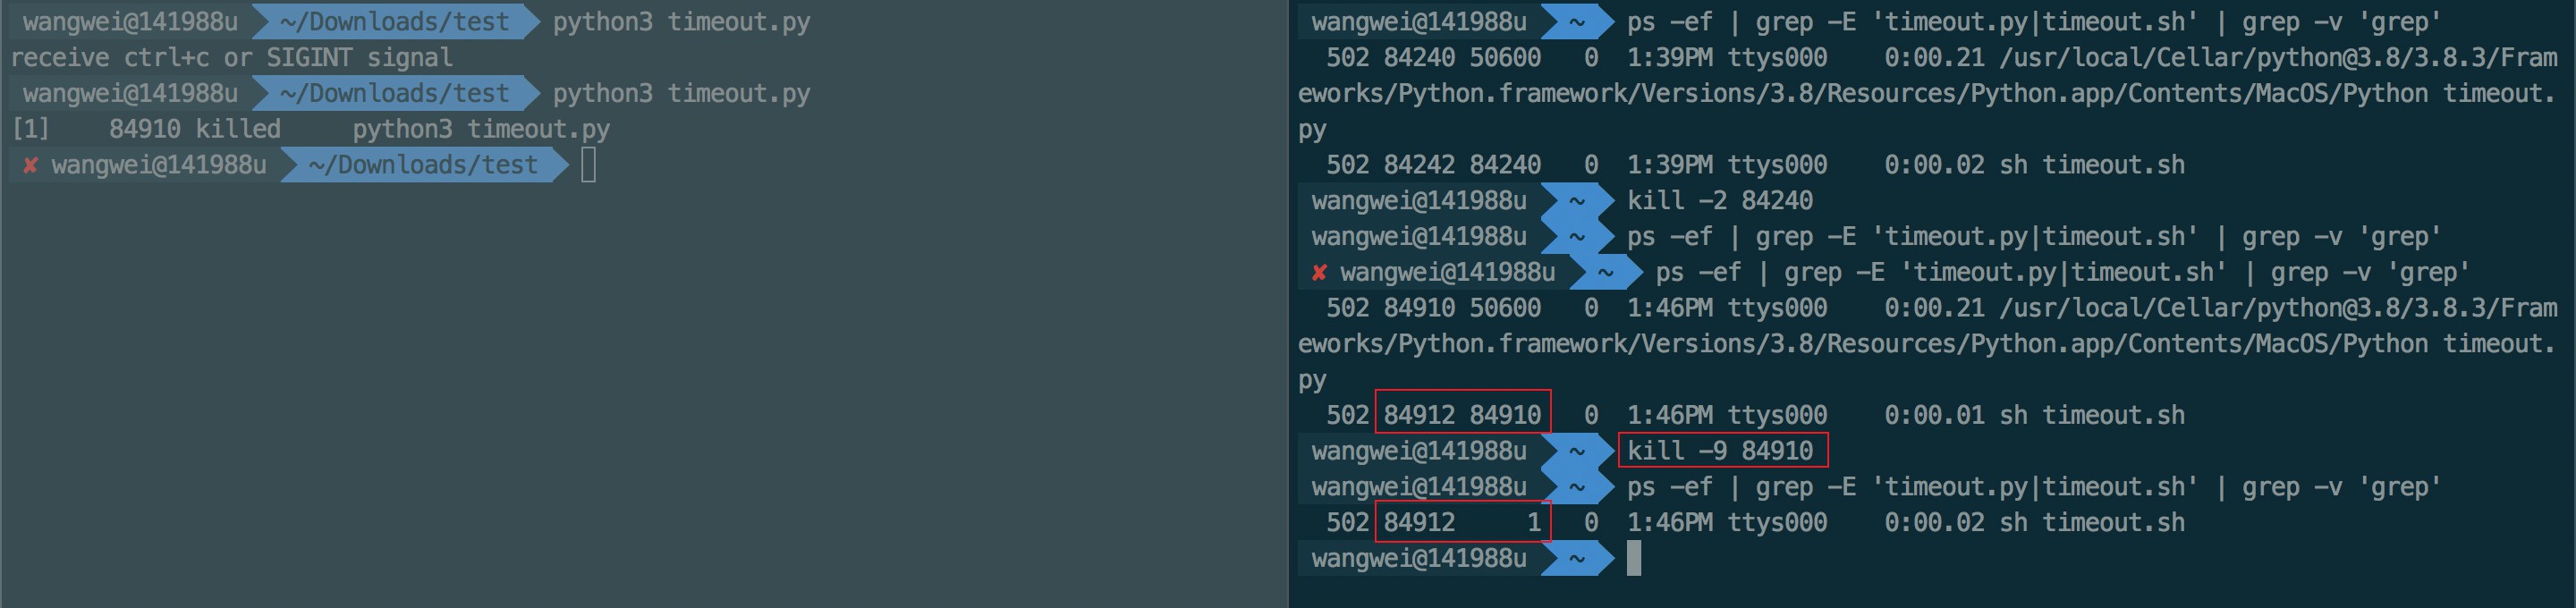 wangwei@141988u ~/Downloads/test python3 timeout.py
receive ctrl+c or SIGINT signal
wangwei@141988u ~/Downloads/test python3 timeout.py
[1]    84910 killed     python3 timeout.py
✘ wangwei@141988u ~/Downloads/test
wangwei@141988u ~ ps -ef | grep -E 'timeout.py|timeout.sh' | grep -v 'grep'
502 84240 50600   0  1:39PM ttys000    0:00.21 /usr/local/Cellar/python@3.8/3.8.3/Fram
eworks/Python.framework/Versions/3.8/Resources/Python.app/Contents/MacOS/Python timeout.
py
502 84242 84240   0  1:39PM ttys000    0:00.02 sh timeout.sh
wangwei@141988u ~ kill -2 84240
wangwei@141988u ~ ps -ef | grep -E 'timeout.py|timeout.sh' | grep -v 'grep'
✘ wangwei@141988u ~ ps -ef | grep -E 'timeout.py|timeout.sh' | grep -v 'grep'
502 84910 50600   0  1:46PM ttys000    0:00.21 /usr/local/Cellar/python@3.8/3.8.3/Fram
eworks/Python.framework/Versions/3.8/Resources/Python.app/Contents/MacOS/Python timeout.
py
502 84912 84910   0  1:46PM ttys000    0:00.01 sh timeout.sh
wangwei@141988u ~ kill -9 84910
wangwei@141988u ~ ps -ef | grep -E 'timeout.py|timeout.sh' | grep -v 'grep'
502 84912     1   0  1:46PM ttys000    0:00.02 sh timeout.sh
wangwei@141988u ~